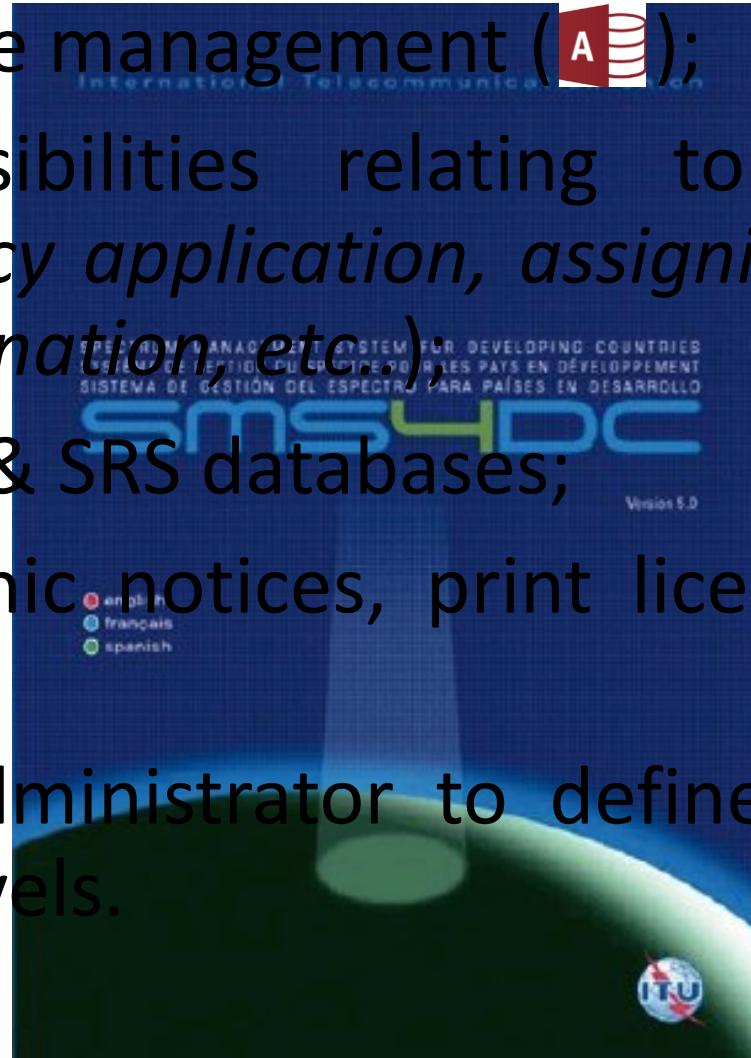 e management (A);
International Telecommunication Union
sibilities relating to
cy application, assigni
nation, etc..);
SPECTRUM MANAGEMENT SYSTEM FOR DEVELOPING COUNTRIES
SYSTÈME DE GESTION DU SPECTRE POUR LES PAYS EN DÉVELOPPEMENT
SISTEMA DE GESTIÓN DEL ESPECTRO PARA PAÍSES EN DESARROLLO
SMS4DC
& SRS databases;
Version 5.0
nic notices, print lice
english
français
spanish
dministrator to define
vels.
ITU